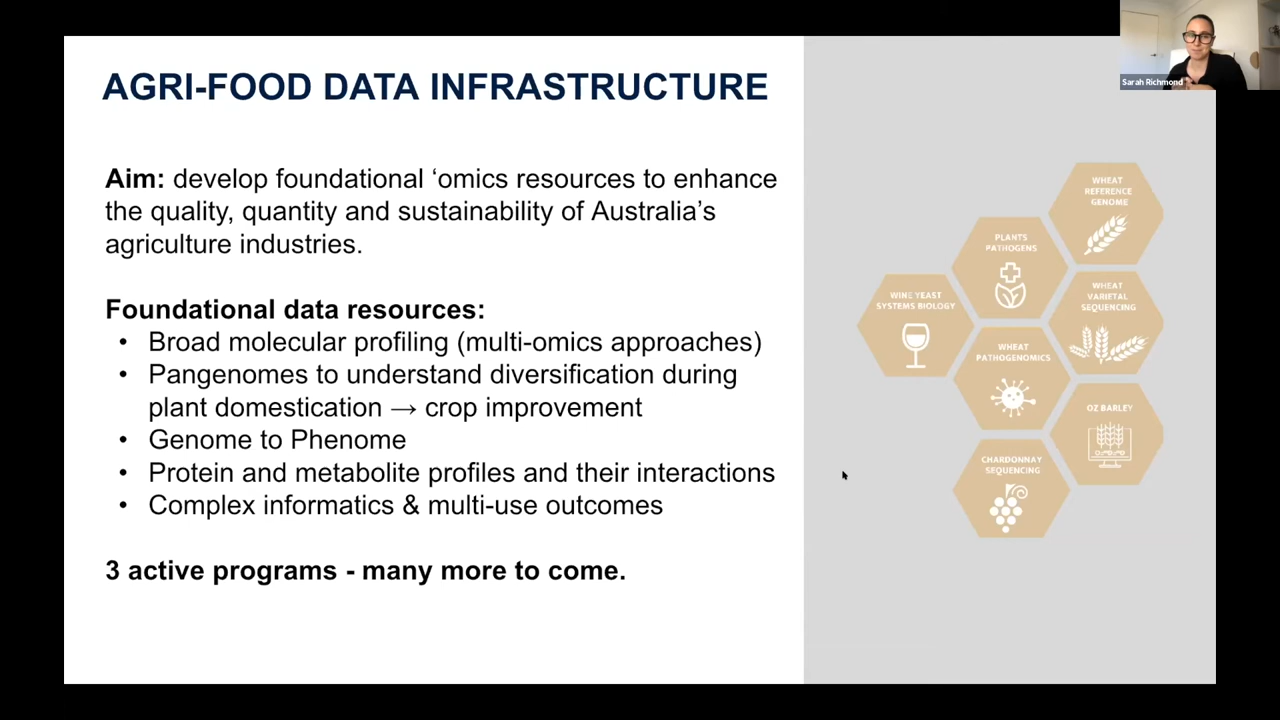 AGRI-FOOD DATA INFRASTRUCTURE
Aim: develop foundational ‘omics resources to enhance
the quality, quantity and sustainability of Australia’s
agriculture industries.
Foundational data resources:
• Broad molecular profiling (multi-omics approaches)
• Pangenomes to understand diversification during
plant domestication → crop improvement
• Genome to Phenome
• Protein and metabolite profiles and their interactions
• Complex informatics & multi-use outcomes
3 active programs - many more to come.
WHEAT
REFERENCE
GENOME
PLANTS
PATHOGENS
WINE YEAST
SYSTEMS BIOLOGY
WHEAT
VARIETAL
SEQUENCING
WHEAT
PATHOGENOMICS
OZ BARLEY
CHARDONNAY
SEQUENCING
Sarah Richmond